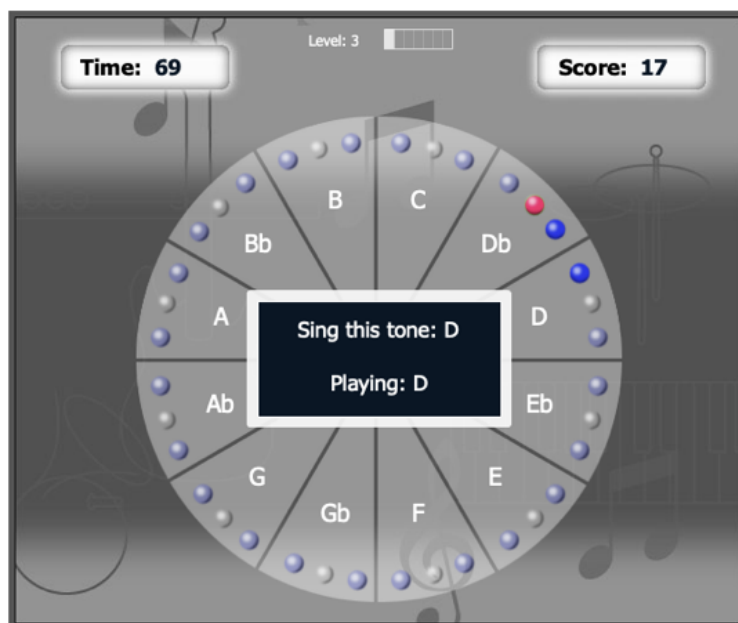 Level: 3
Time: 69
Score: 17
B
C
Bb
Db
A
D
Sing this tone: D
Playing: D
Ab
Eb
G
E
Gb
F